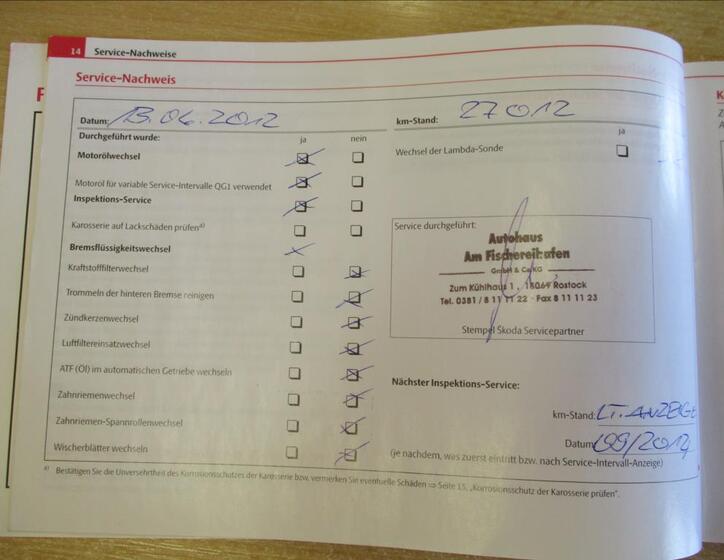 14 Service-Nachweise
Service-Nachweis
Datum: 13.06.2012
km-Stand: 27012
Durchgeführt wurde: ja nein
ja
Motorölwechsel
Wechsel der Lambda-Sonde
Motoröl für variable Service-Intervalle QG1 verwendet
Inspektions-Service
Karosserie auf Lackschäden prüfen a)
Bremsflüssigkeitswechsel
Kraftstofffilterwechsel
Trommeln der hinteren Bremse reinigen
Zündkerzenwechsel
Luftfiltereinsatzwechsel
ATF (Öl) im automatischen Getriebe wechseln
Zahnriemenwechsel
Zahnriemen-Spannrollenwechsel
Wischerblätter wechseln
Service durchgeführt:
Autohaus
Am Fischereihafen
GmbH & Co KG
Zum Kühlhaus 1, 18069 Rostock
Tel. 0381 / 8 11 11 22 - Fax 8 11 11 23
Stempel Škoda Servicepartner
Nächster Inspektions-Service:
km-Stand: LT. ANZEIGE
Datum: 09/2014
(je nachdem, was zuerst eintritt bzw. nach Service-Intervall-Anzeige)
a) Bestätigen Sie die Unversehrtheit des Korrosionsschutzes der Karosserie bzw. vermerken Sie eventuelle Schäden ⇒ Seite 15, „Korrosionsschutz der Karosserie prüfen“.